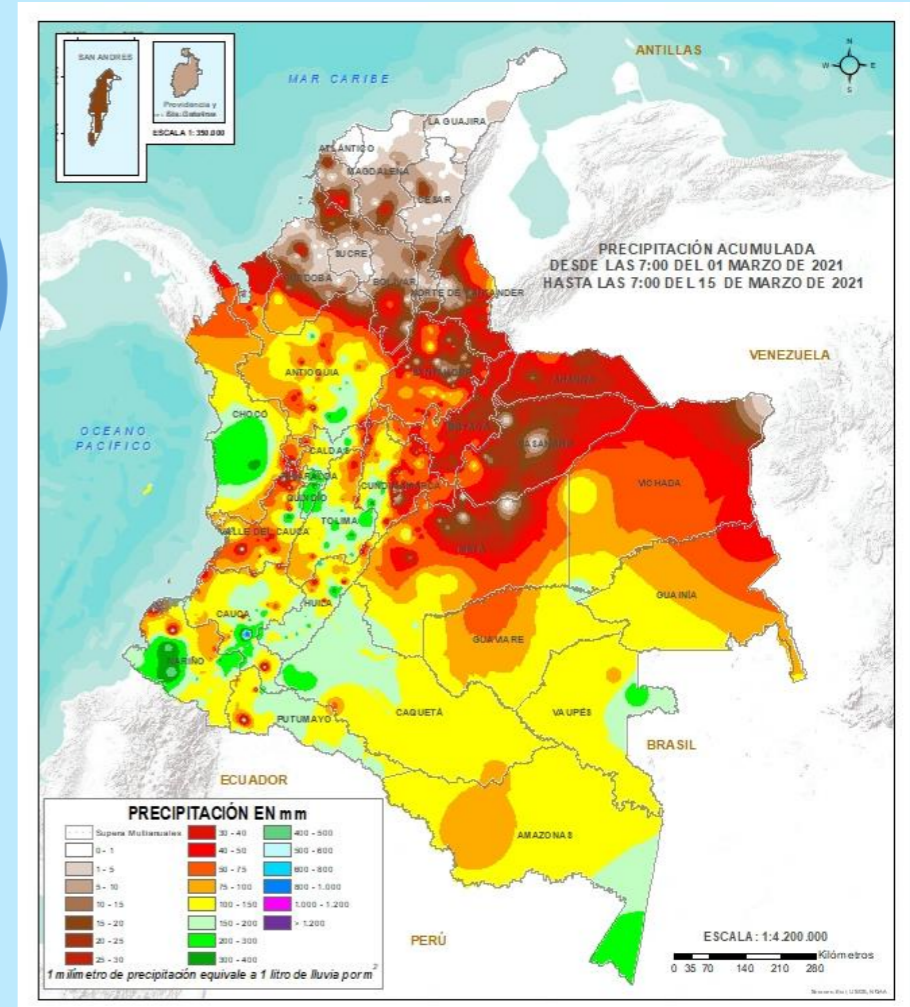 SAN ANDRES
Providencia y
Sta. Catalina
ESCALA 1: 350.000
ANTILLAS
N
W E
S
MAR CARIBE
LA GUAJIRA
ATLÁNTICO
MAGDALENA
CESAR
PRECIPITACIÓN ACUMULADA
DESDE LAS 7:00 DEL 01 MARZO DE 2021
HASTA LAS 7:00 DEL 15 DE MARZO DE 2021
SUCRE
CÓRDOBA
BOLÍVAR
NORTE DE SANTANDER
VENEZUELA
ANTIOQUIA
SANTANDER
ARAUCA
CHOCÓ
OCEANO
PACÍFICO
BOYACÁ
CASANARE
CALDAS
RISARALDA
CUNDINAMARCA
VICHADA
QUINDIO
TOLIMA
VALLE DEL CAUCA
META
GUAINÍA
CAUCA
HUILA
GUAVIARE
NARIÑO
CAQUETÁ
VAUPÉS
PUTUMAYO
BRASIL
ECUADOR
AMAZONAS
PERÚ
PRECIPITACIÓN EN mm
Supera Multianuales
0 - 1
1 - 5
5 - 10
10 - 15
15 - 20
20 - 25
25 - 30
30 - 40
40 - 50
50 - 75
75 - 100
100 - 150
150 - 200
200 - 300
300 - 400
400 - 500
500 - 600
600 - 800
800 - 1.000
1.000 - 1.200
> 1.200
1 milímetro de precipitación equivale a 1 litro de lluvia por m2
ESCALA: 1:4.200.000
Kilómetros
0 35 70 140 210 280